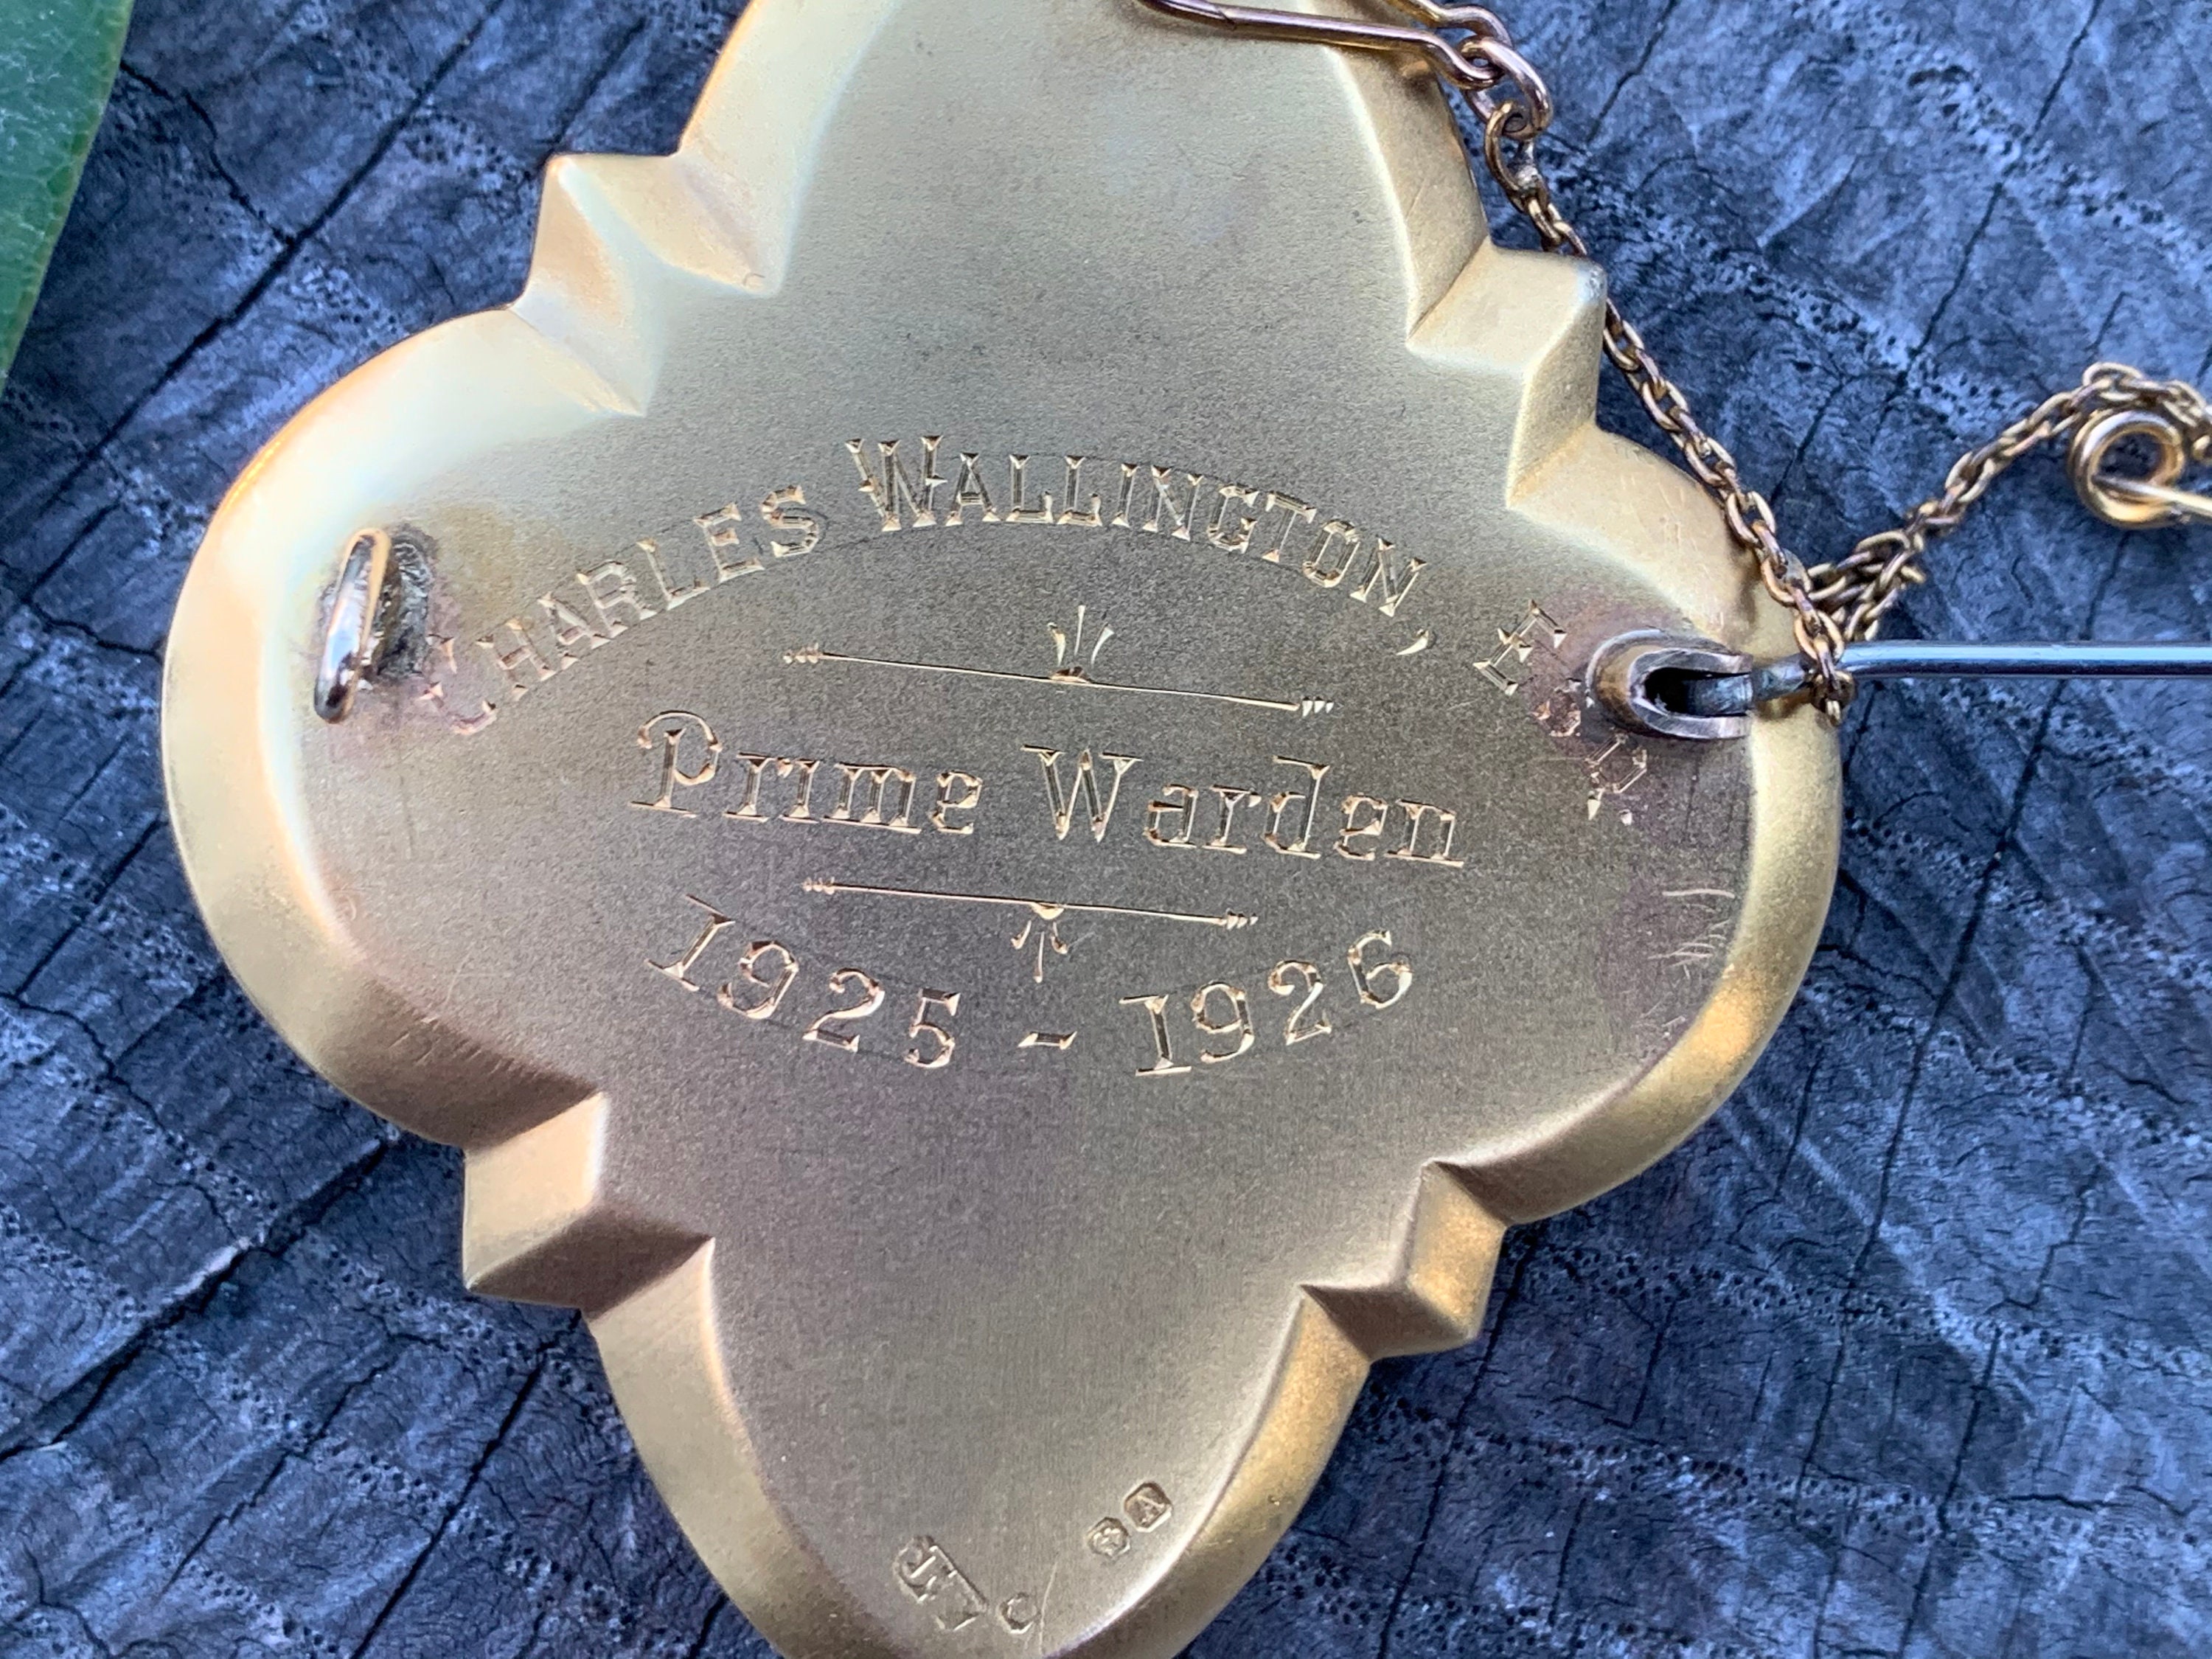 CHARLES WALLINGTON, Esq.
Prime Warden
1925 - 1926
A